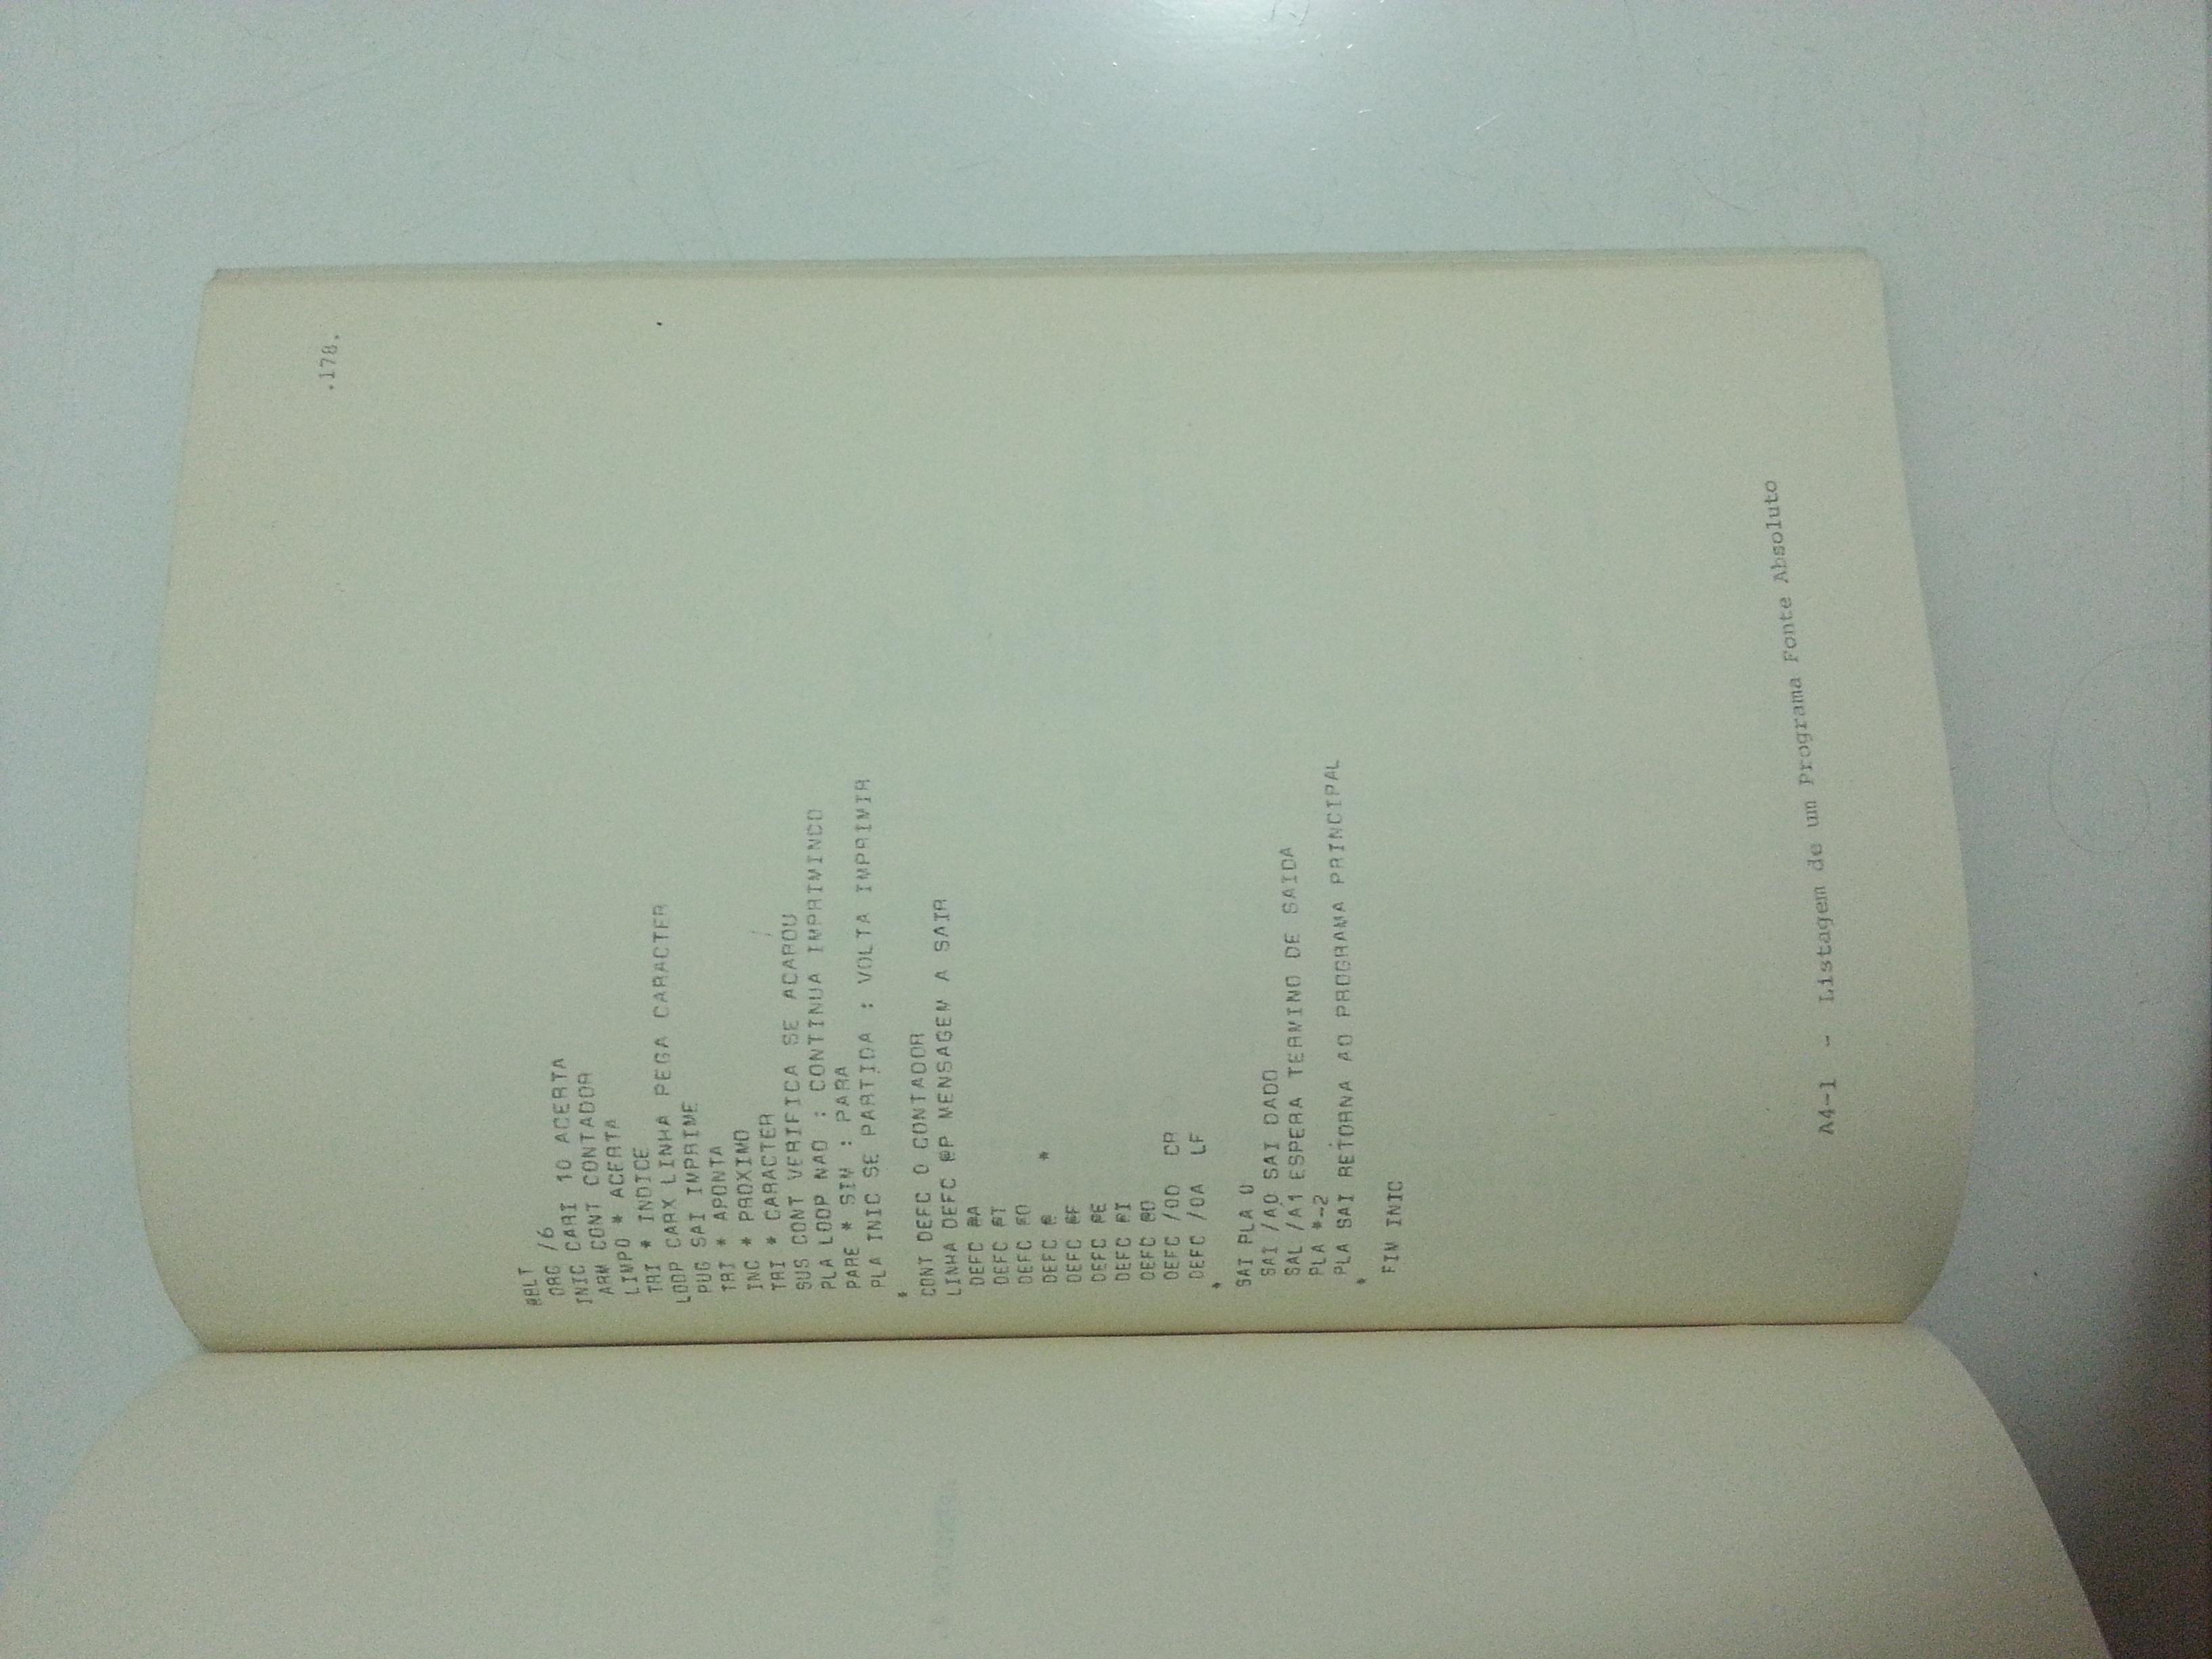 .178.
@BLT
ORG /6
INIC CARI 10 ACERTA
ARM CONT CONTADOR
LIMPO * ACERTA
TRI * INDICE
LOOP CARX LINHA PEGA CARACTER
PUG SAI IMPRIME
TRI * APONTA
INC * PROXIMO
TRI * CARACTER
SUS CONT VERIFICA SE ACABOU
PLA LOOP NAO : CONTINUA IMPRIMINDO
PARE * SIM : PARA
PLA INIC SE PARTIDA : VOLTA IMPRIMIR
*
CONT DEFC 0 CONTADOR
LINHA DEFC @P MENSAGEM A SAIR
DEFC @A
DEFC @T
DEFC @O
DEFC @ *
DEFC @F
DEFC @E
DEFC @I
DEFC @O
DEFC /0D CR
DEFC /0A LF
*
SAI PLA 0
SAI /A0 SAI DADO
SAL /A1 ESPERA TERMINO DE SAIDA
PLA *-2
PLA SAI RETORNA AO PROGRAMA PRINCIPAL
*
FIM INIC
A4-1 - Listagem de um Programa Fonte Absoluto